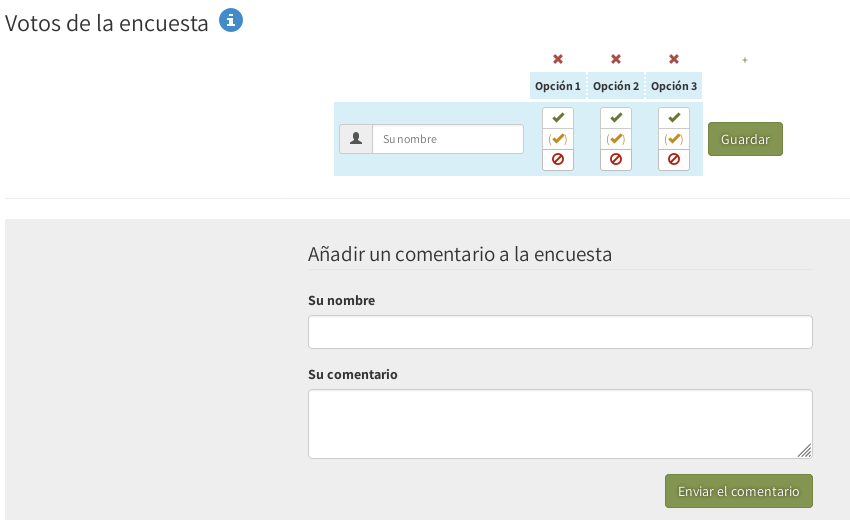 Votos de la encuesta
+
Opción 1 Opción 2 Opción 3
Su nombre
( ) ( ) ( )
Guardar
Añadir un comentario a la encuesta
Su nombre
Su comentario
Enviar el comentario